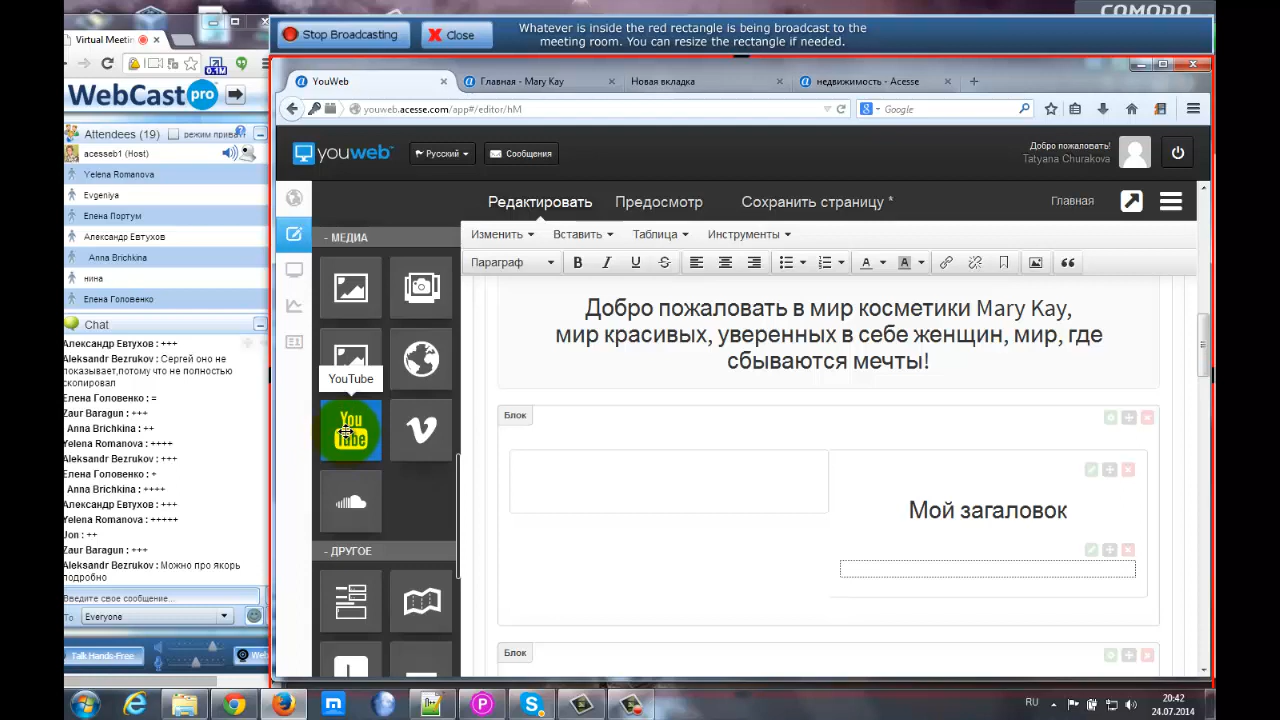 COMODO
Stop Broadcasting
Close
Whatever is inside the red rectangle is being broadcast to the
meeting room. You can resize the rectangle if needed.
Virtual Meeti
YouWeb
Главная - Mary Kay
Новая вкладка
недвижимость - Acesse
0.1M
youweb.acesse.com/app#/editor/hM
Google
WebCast pro
Attendees (19)
режим прива
acesseb1 (Host)
Yelena Romanova
Evgeniya
Елена Портум
Александр Евтухов
Anna Brichkina
нина
Елена Головенко
youweb
Русский
Сообщения
Добро пожаловать!
Tatyana Churakova
Редактировать
Предосмотр
Сохранить страницу *
Главная
- МЕДИА
Изменить
Вставить
Таблица
Инструменты
Параграф
B
I
U
S
A
A
YouTube
You
Tube
- ДРУГОЕ
Добро пожаловать в мир косметики Mary Kay,
мир красивых, уверенных в себе женщин, мир, где
сбываются мечты!
Блок
Мой загаловок
Блок
Chat
Александр Евтухов : +++
Aleksandr Bezrukov : Сергей оно не
показывает,потому что не полностью
скопировал
Елена Головенко : =
Zaur Baragun : +++
Anna Brichkina : ++
Yelena Romanova : ++++
Aleksandr Bezrukov : +++
Елена Головенко : +
Anna Brichkina : ++++
Александр Евтухов : +++
Yelena Romanova : +++++
Jon : ++
Zaur Baragun : +++
Aleksandr Bezrukov : Можно про якорь
подробно
Введите свое сообщение...
To
Everyone
Talk Hands-Free
We
RU
20:42
24.07.2014